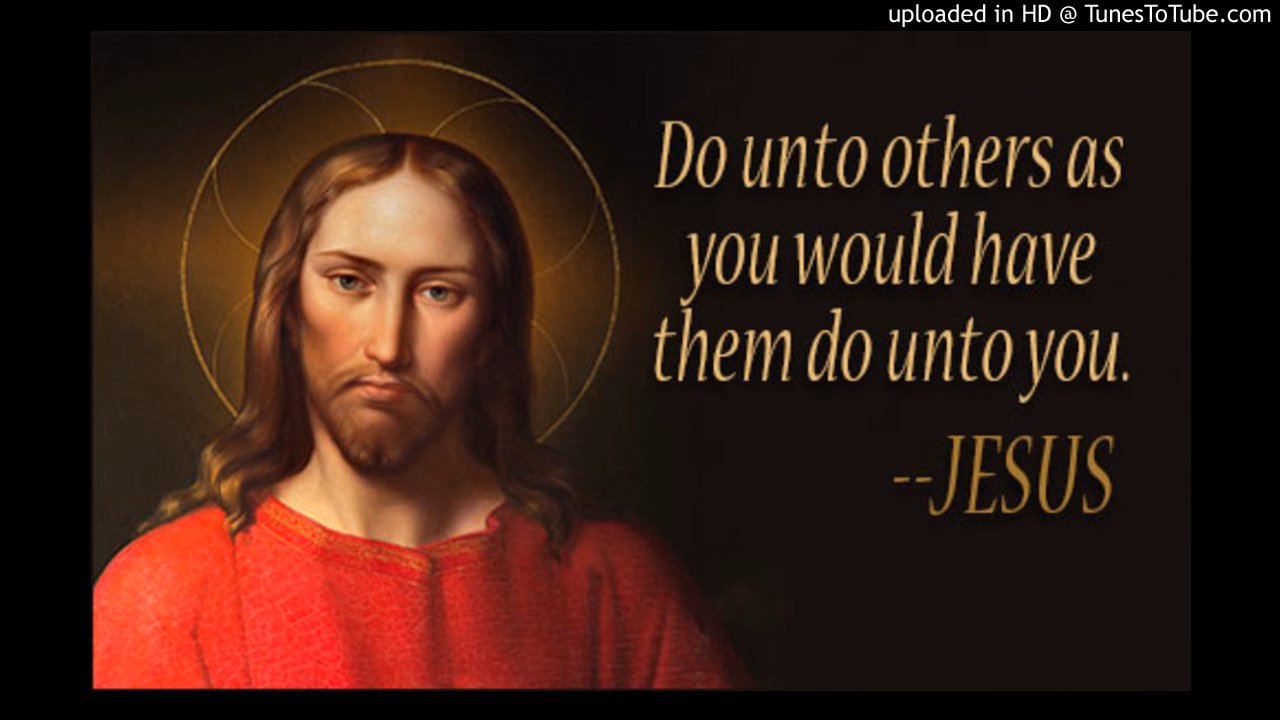 uploaded in HD @ TunesToTube.com
Do unto others as
you would have
them do unto you.
--JESUS